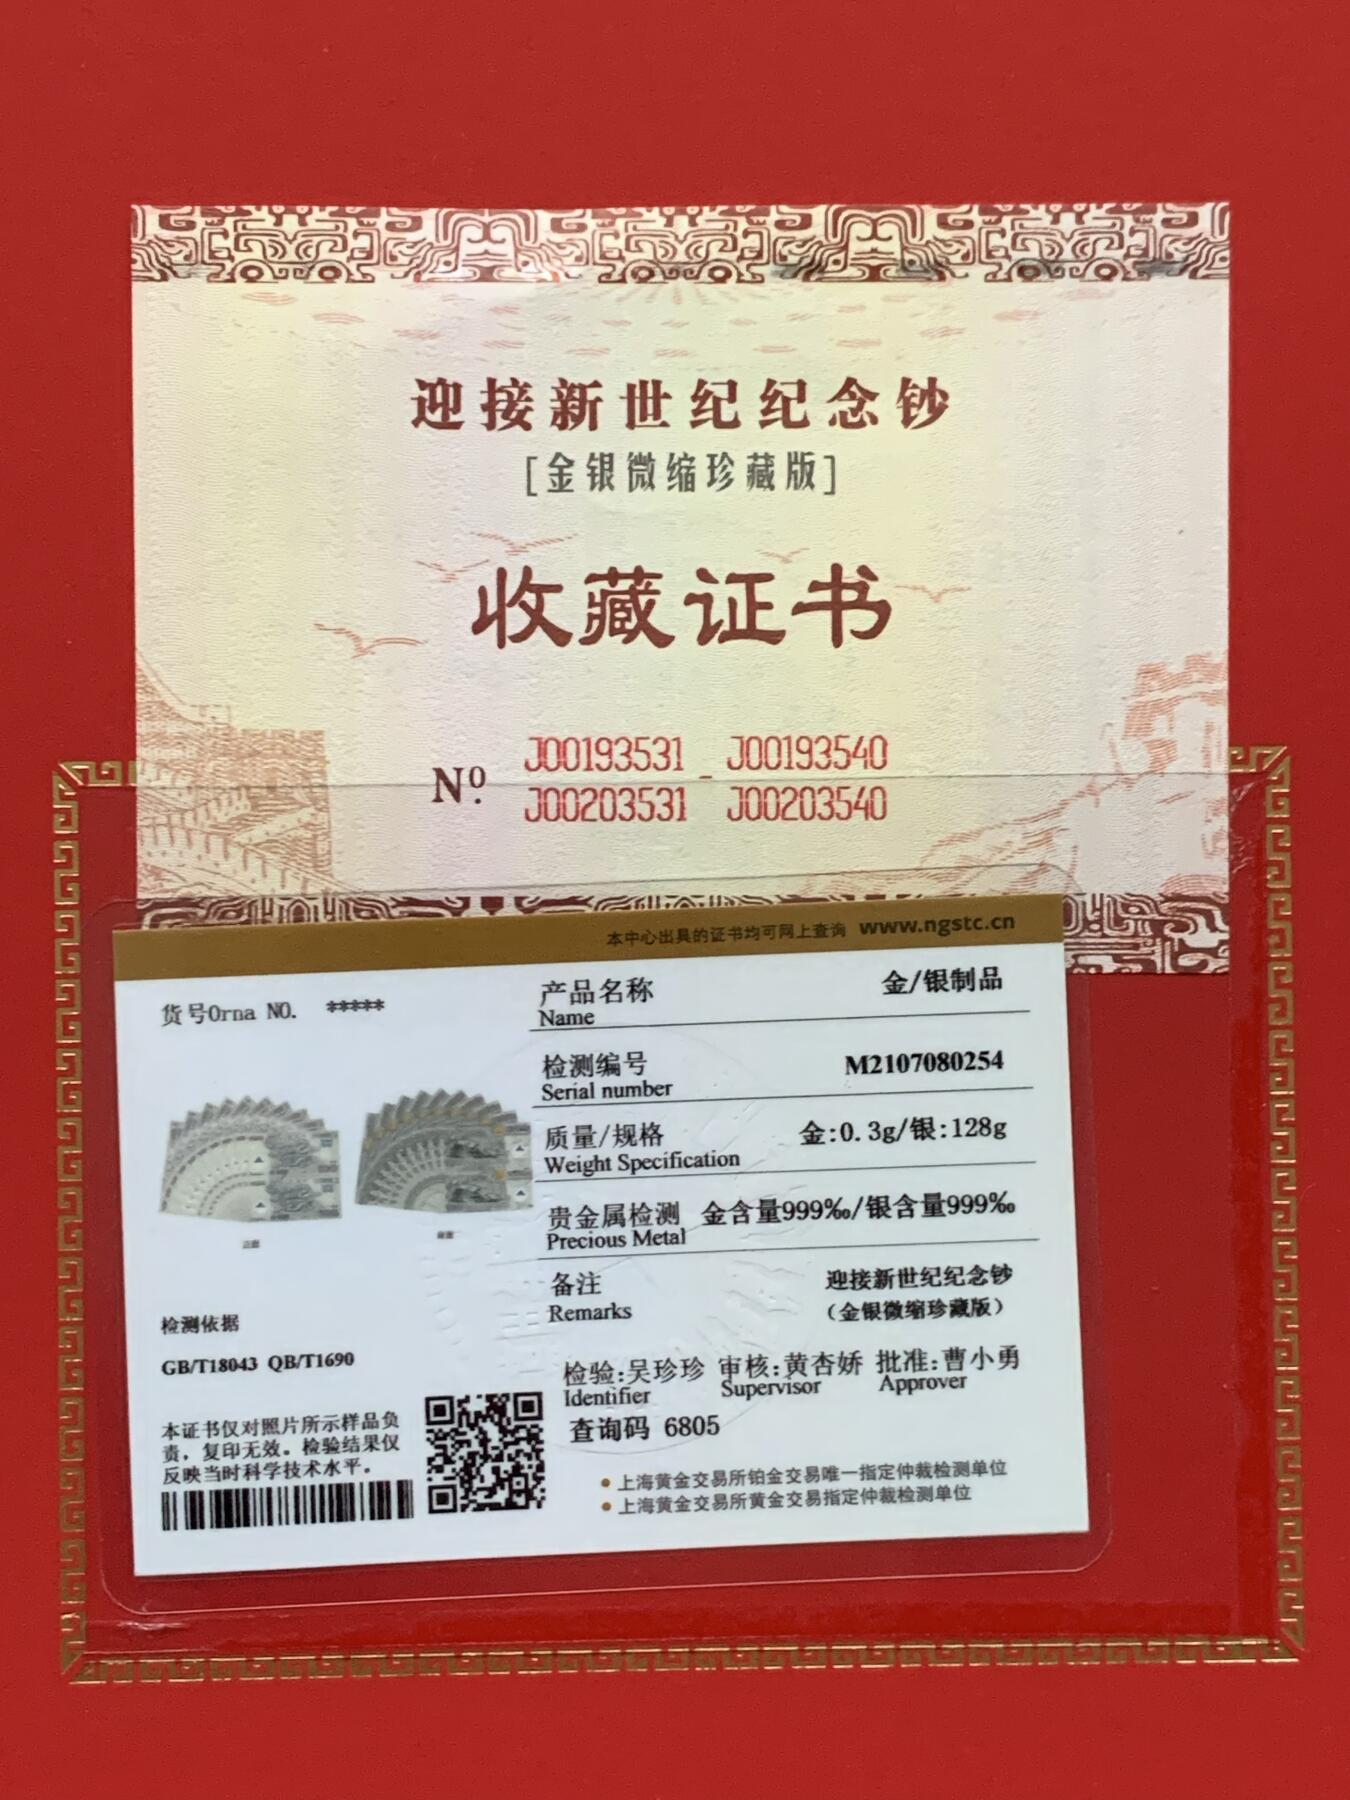 迎接新世纪纪念钞
[金银微缩珍藏版]
收藏证书
Nº. J00193531 - J00193540
J00203531 J00203540
本中心出具的证书均可网上查询 www.ngstc.cn
货号Orna NO. *****
产品名称 金/银制品
Name
检测编号 M2107080254
Serial number
质量/规格 金:0.3g/银:128g
Weight Specification
贵金属检测 金含量999‰/银含量999‰
Precious Metal
备注 迎接新世纪纪念钞
Remarks (金银微缩珍藏版)
检测依据
GB/T18043 QB/T1690
检验:吴珍珍 审核:黄杏娇 批准:曹小勇
Identifier Supervisor Approver
查询码 6805
本证书仅对照片所示样品负
责，复印无效。检验结果仅
反映当时科学技术水平。
• 上海黄金交易所铂金交易唯一指定仲裁检测单位
• 上海黄金交易所黄金交易指定仲裁检测单位